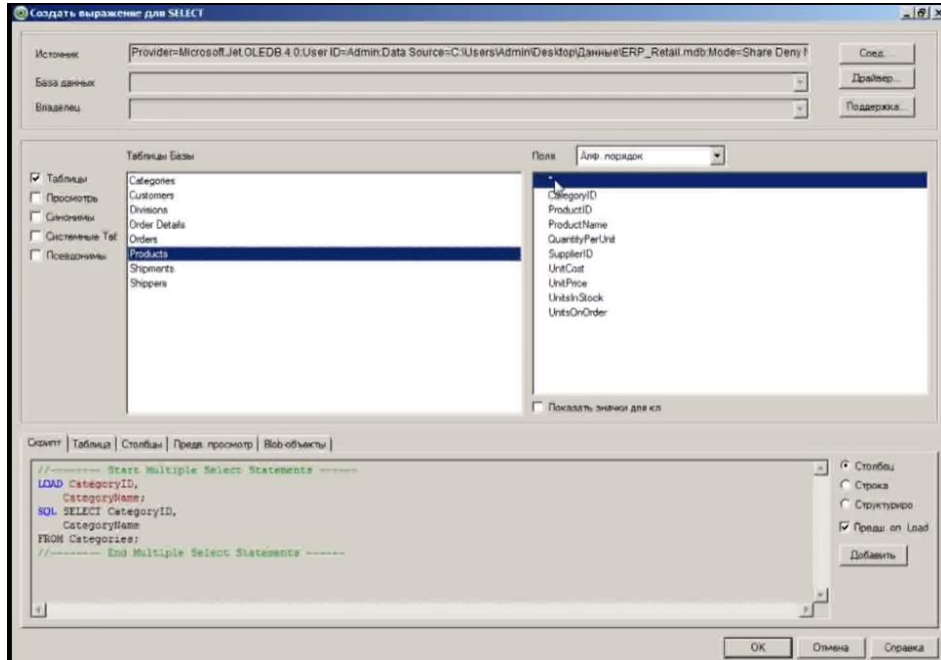 Создать выражение для SELECT
Источник
Provider=Microsoft.Jet.OLEDB.4.0;User ID=Admin;Data Source=C:\Users\Admin\Desktop\Данные\ERP_Retail.mdb;Mode=Share Deny N
Соед...
База данных
Драйвер...
Владелец
Поддержка...
Таблицы Базы
Поля
Алф. порядок
Таблицы
Просмотрь
Синонимы
Системные Таб
Псевдонимы
Categories
Customers
Divisions
Order Details
Orders
Products
Shipments
Shippers
*
CategoryID
ProductID
ProductName
QuantityPerUnit
SupplierID
UnitCost
UnitPrice
UnitsInStock
UnitsOnOrder
Показать значки для кл
Скрипт
Таблица
Столбцы
Предв. просмотр
Blob-объекты
//-------- Start Multiple Select Statements ------
LOAD CategoryID,
CategoryName;
SQL SELECT CategoryID,
CategoryName
FROM Categories;
//-------- End Multiple Select Statements ------
Столбец
Строка
Структуриро
Предш. оп. Load
Добавить
OK
Отмена
Справка